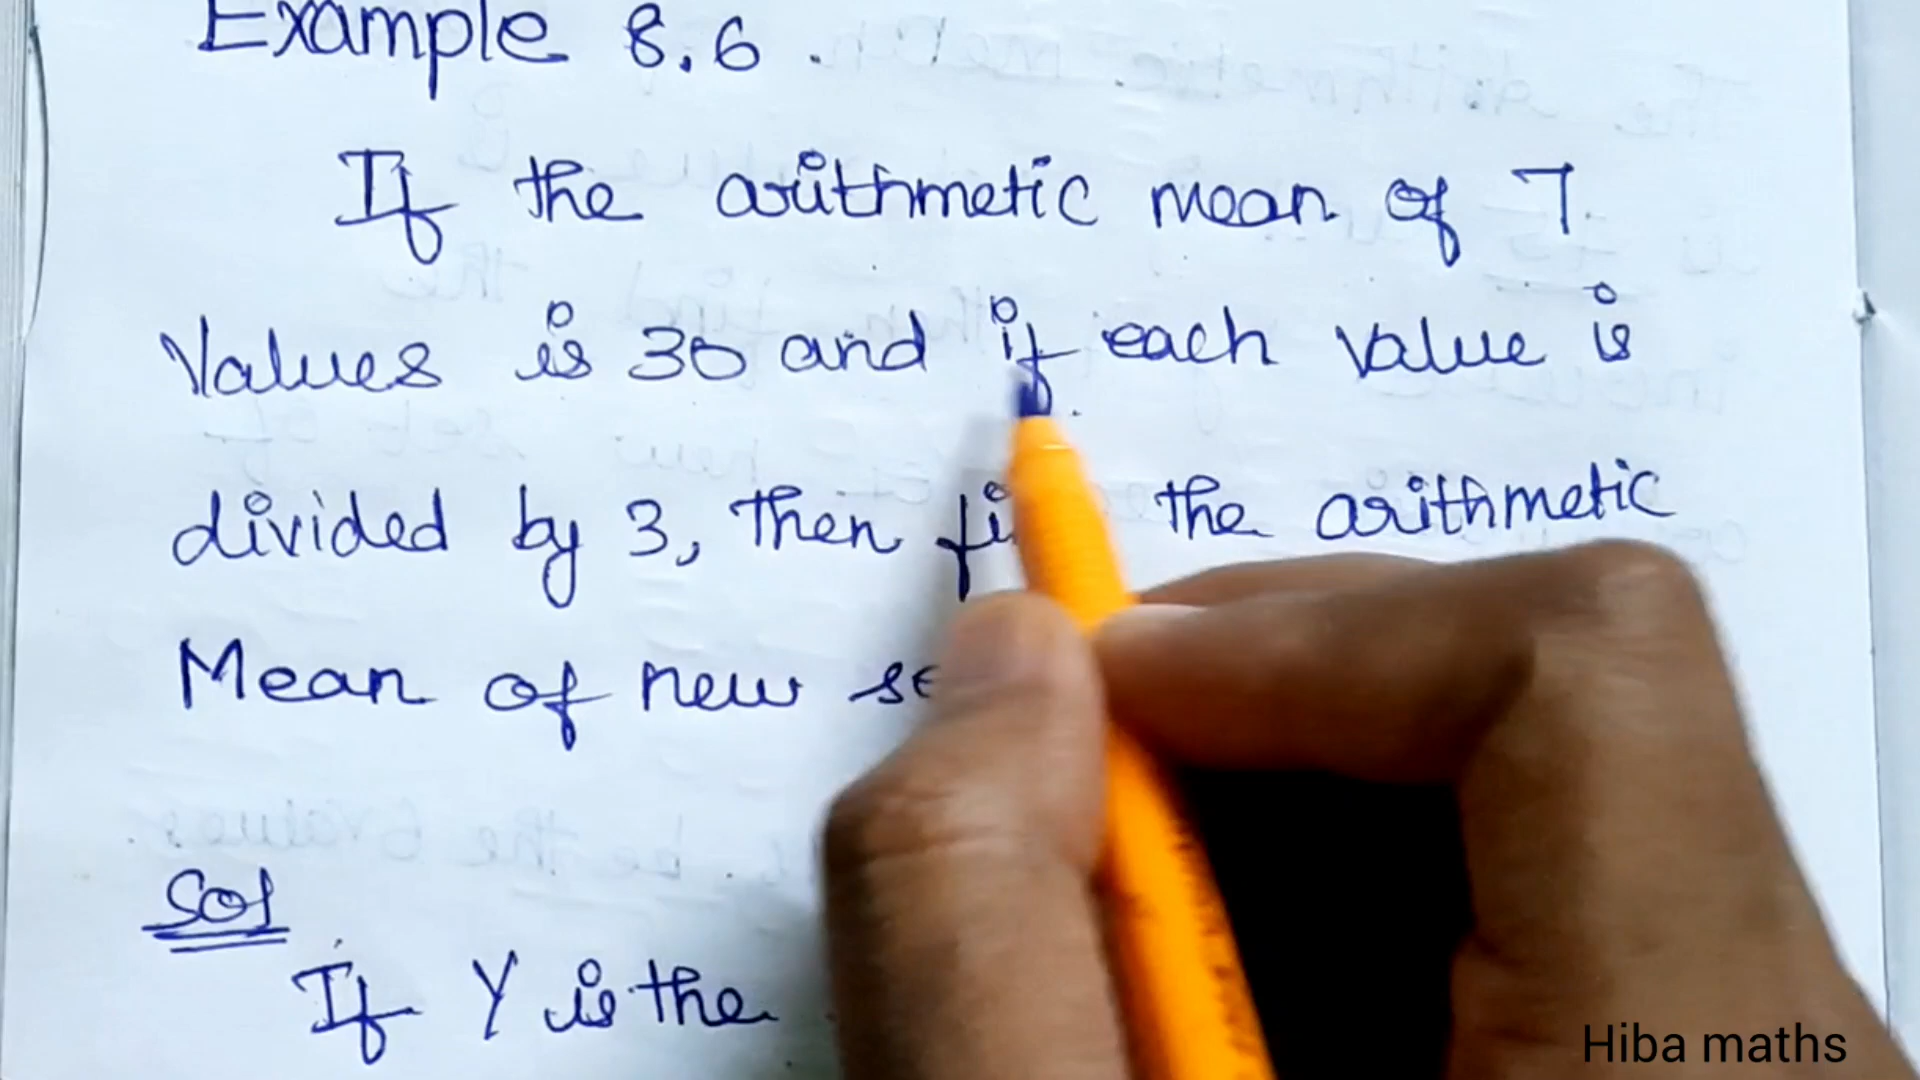 Example 8.6.
If the arithmetic mean of 7
Values is 30 and if each value is
divided by 3, then the arithmetic
Mean of new
Sol
If Y is the
Hiba maths